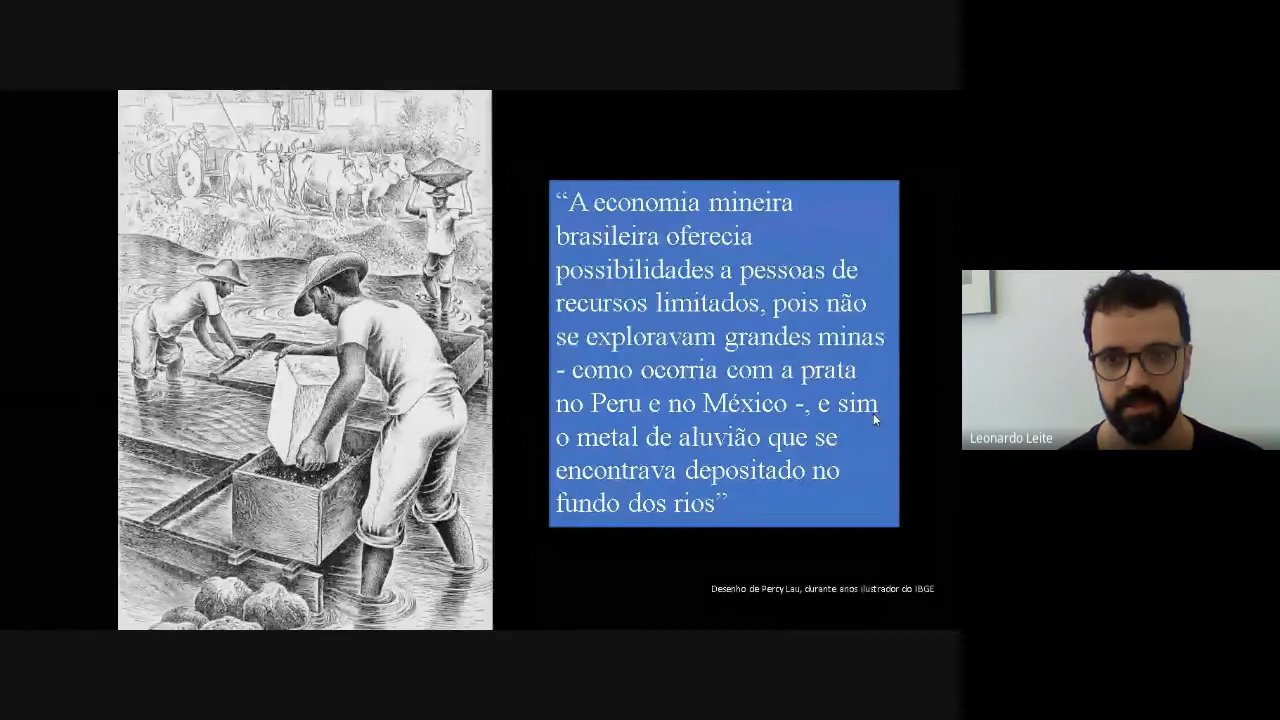 “A economia mineira
brasileira oferecia
possibilidades a pessoas de
recursos limitados, pois não
se exploravam grandes minas
- como ocorria com a prata
no Peru e no México -, e sim
o metal de aluvião que se
encontrava depositado no
fundo dos rios”
Desenho de Percy Lau, durante anos ilustrador do IBGE
Leonardo Leite